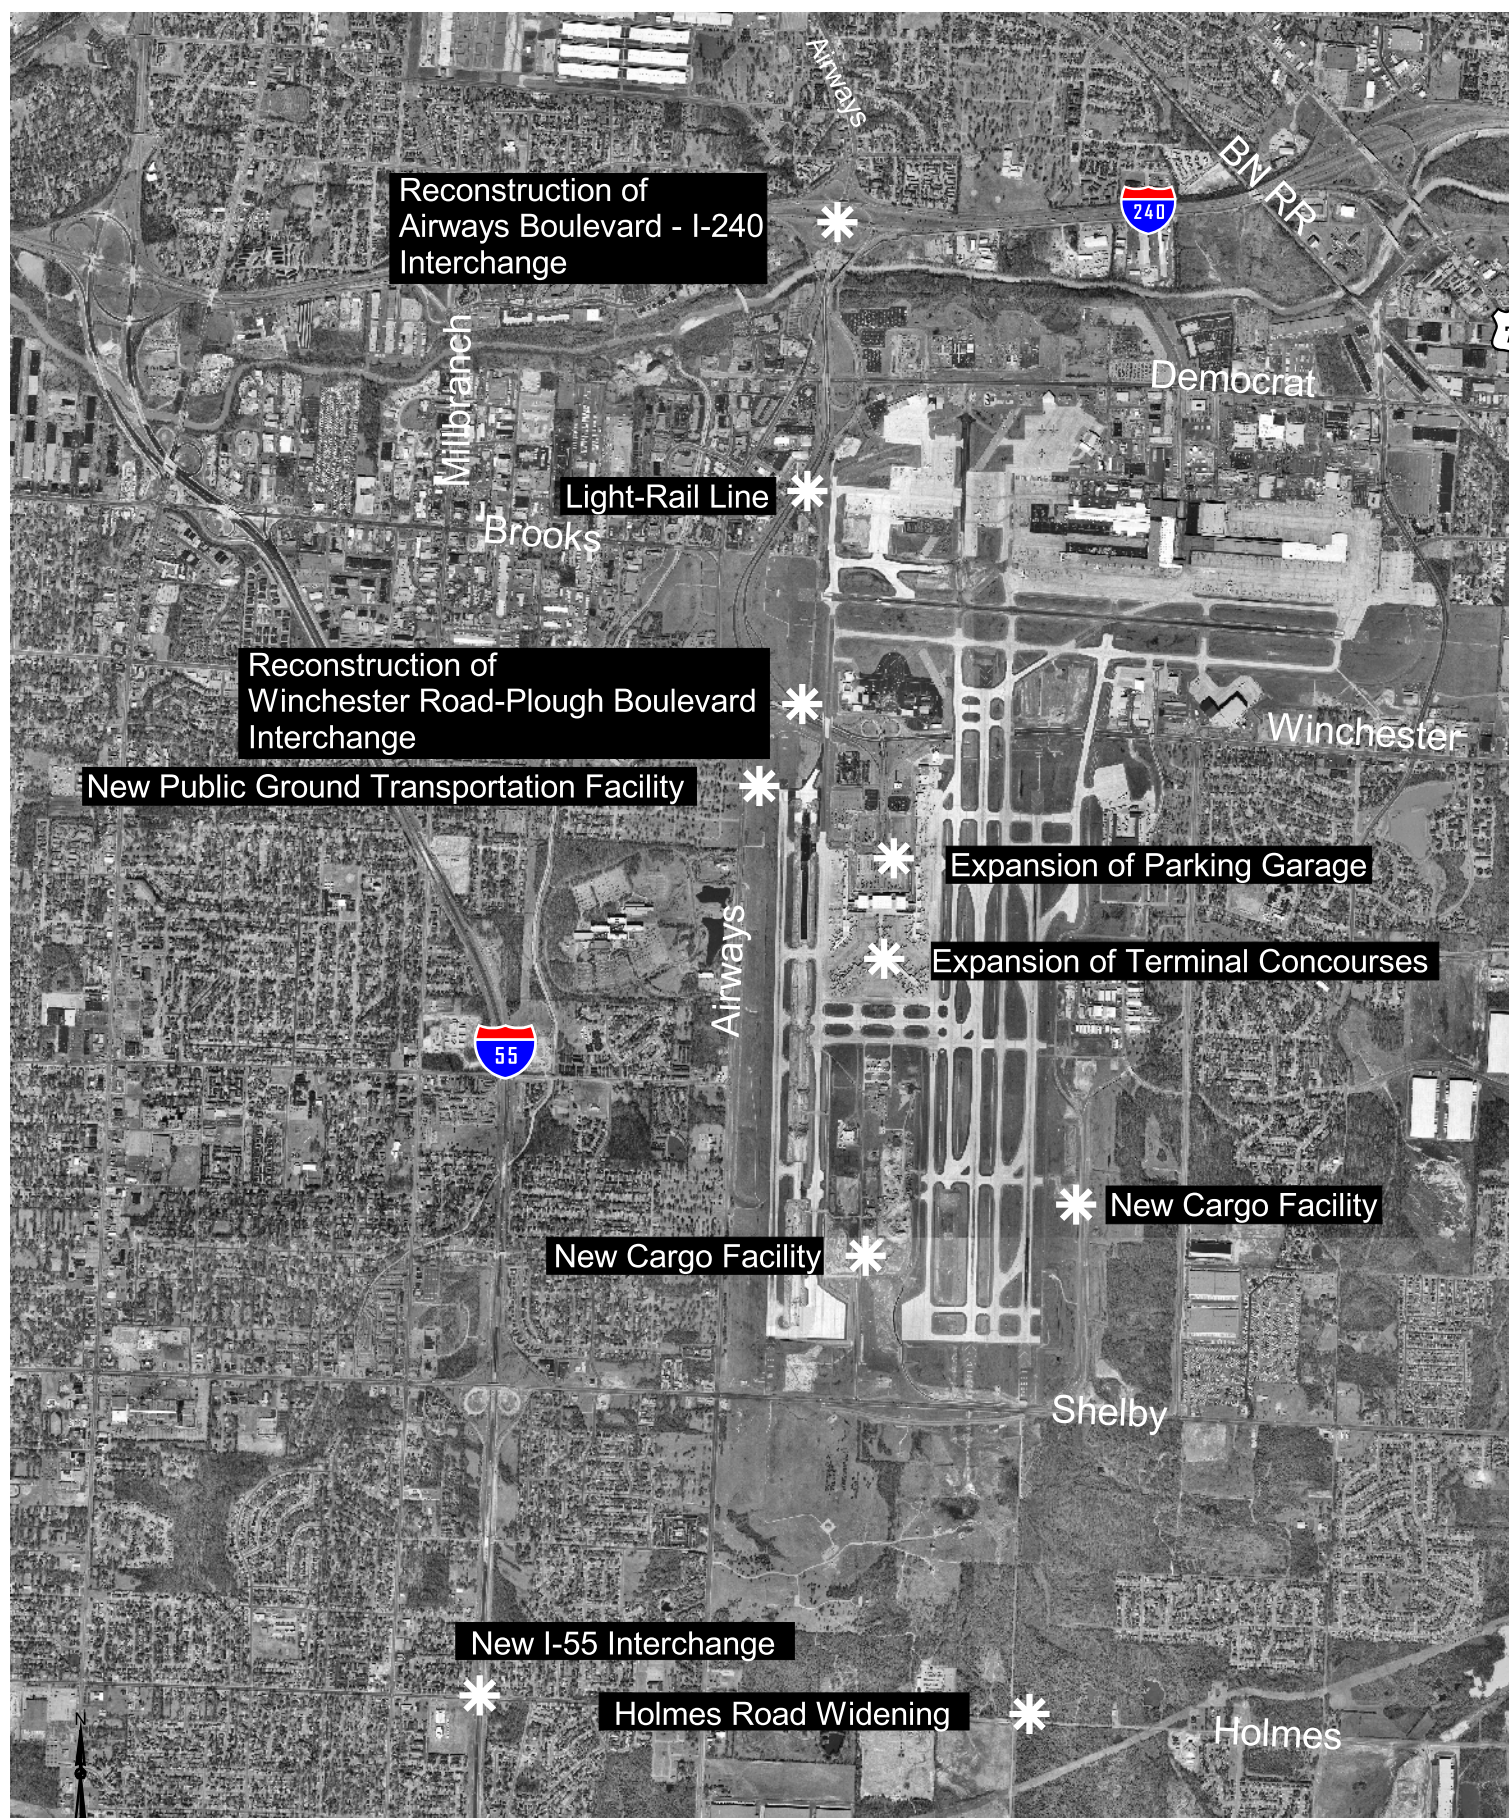 Airways
BN RR
Reconstruction of
Airways Boulevard - I-240
Interchange
240
Millbranch
Democrat
Light-Rail Line
Brooks
Reconstruction of
Winchester Road-Plough Boulevard
Interchange
Winchester
New Public Ground Transportation Facility
Expansion of Parking Garage
Airways
Expansion of Terminal Concourses
55
New Cargo Facility
New Cargo Facility
Shelby
New I-55 Interchange
Holmes Road Widening
Holmes
N